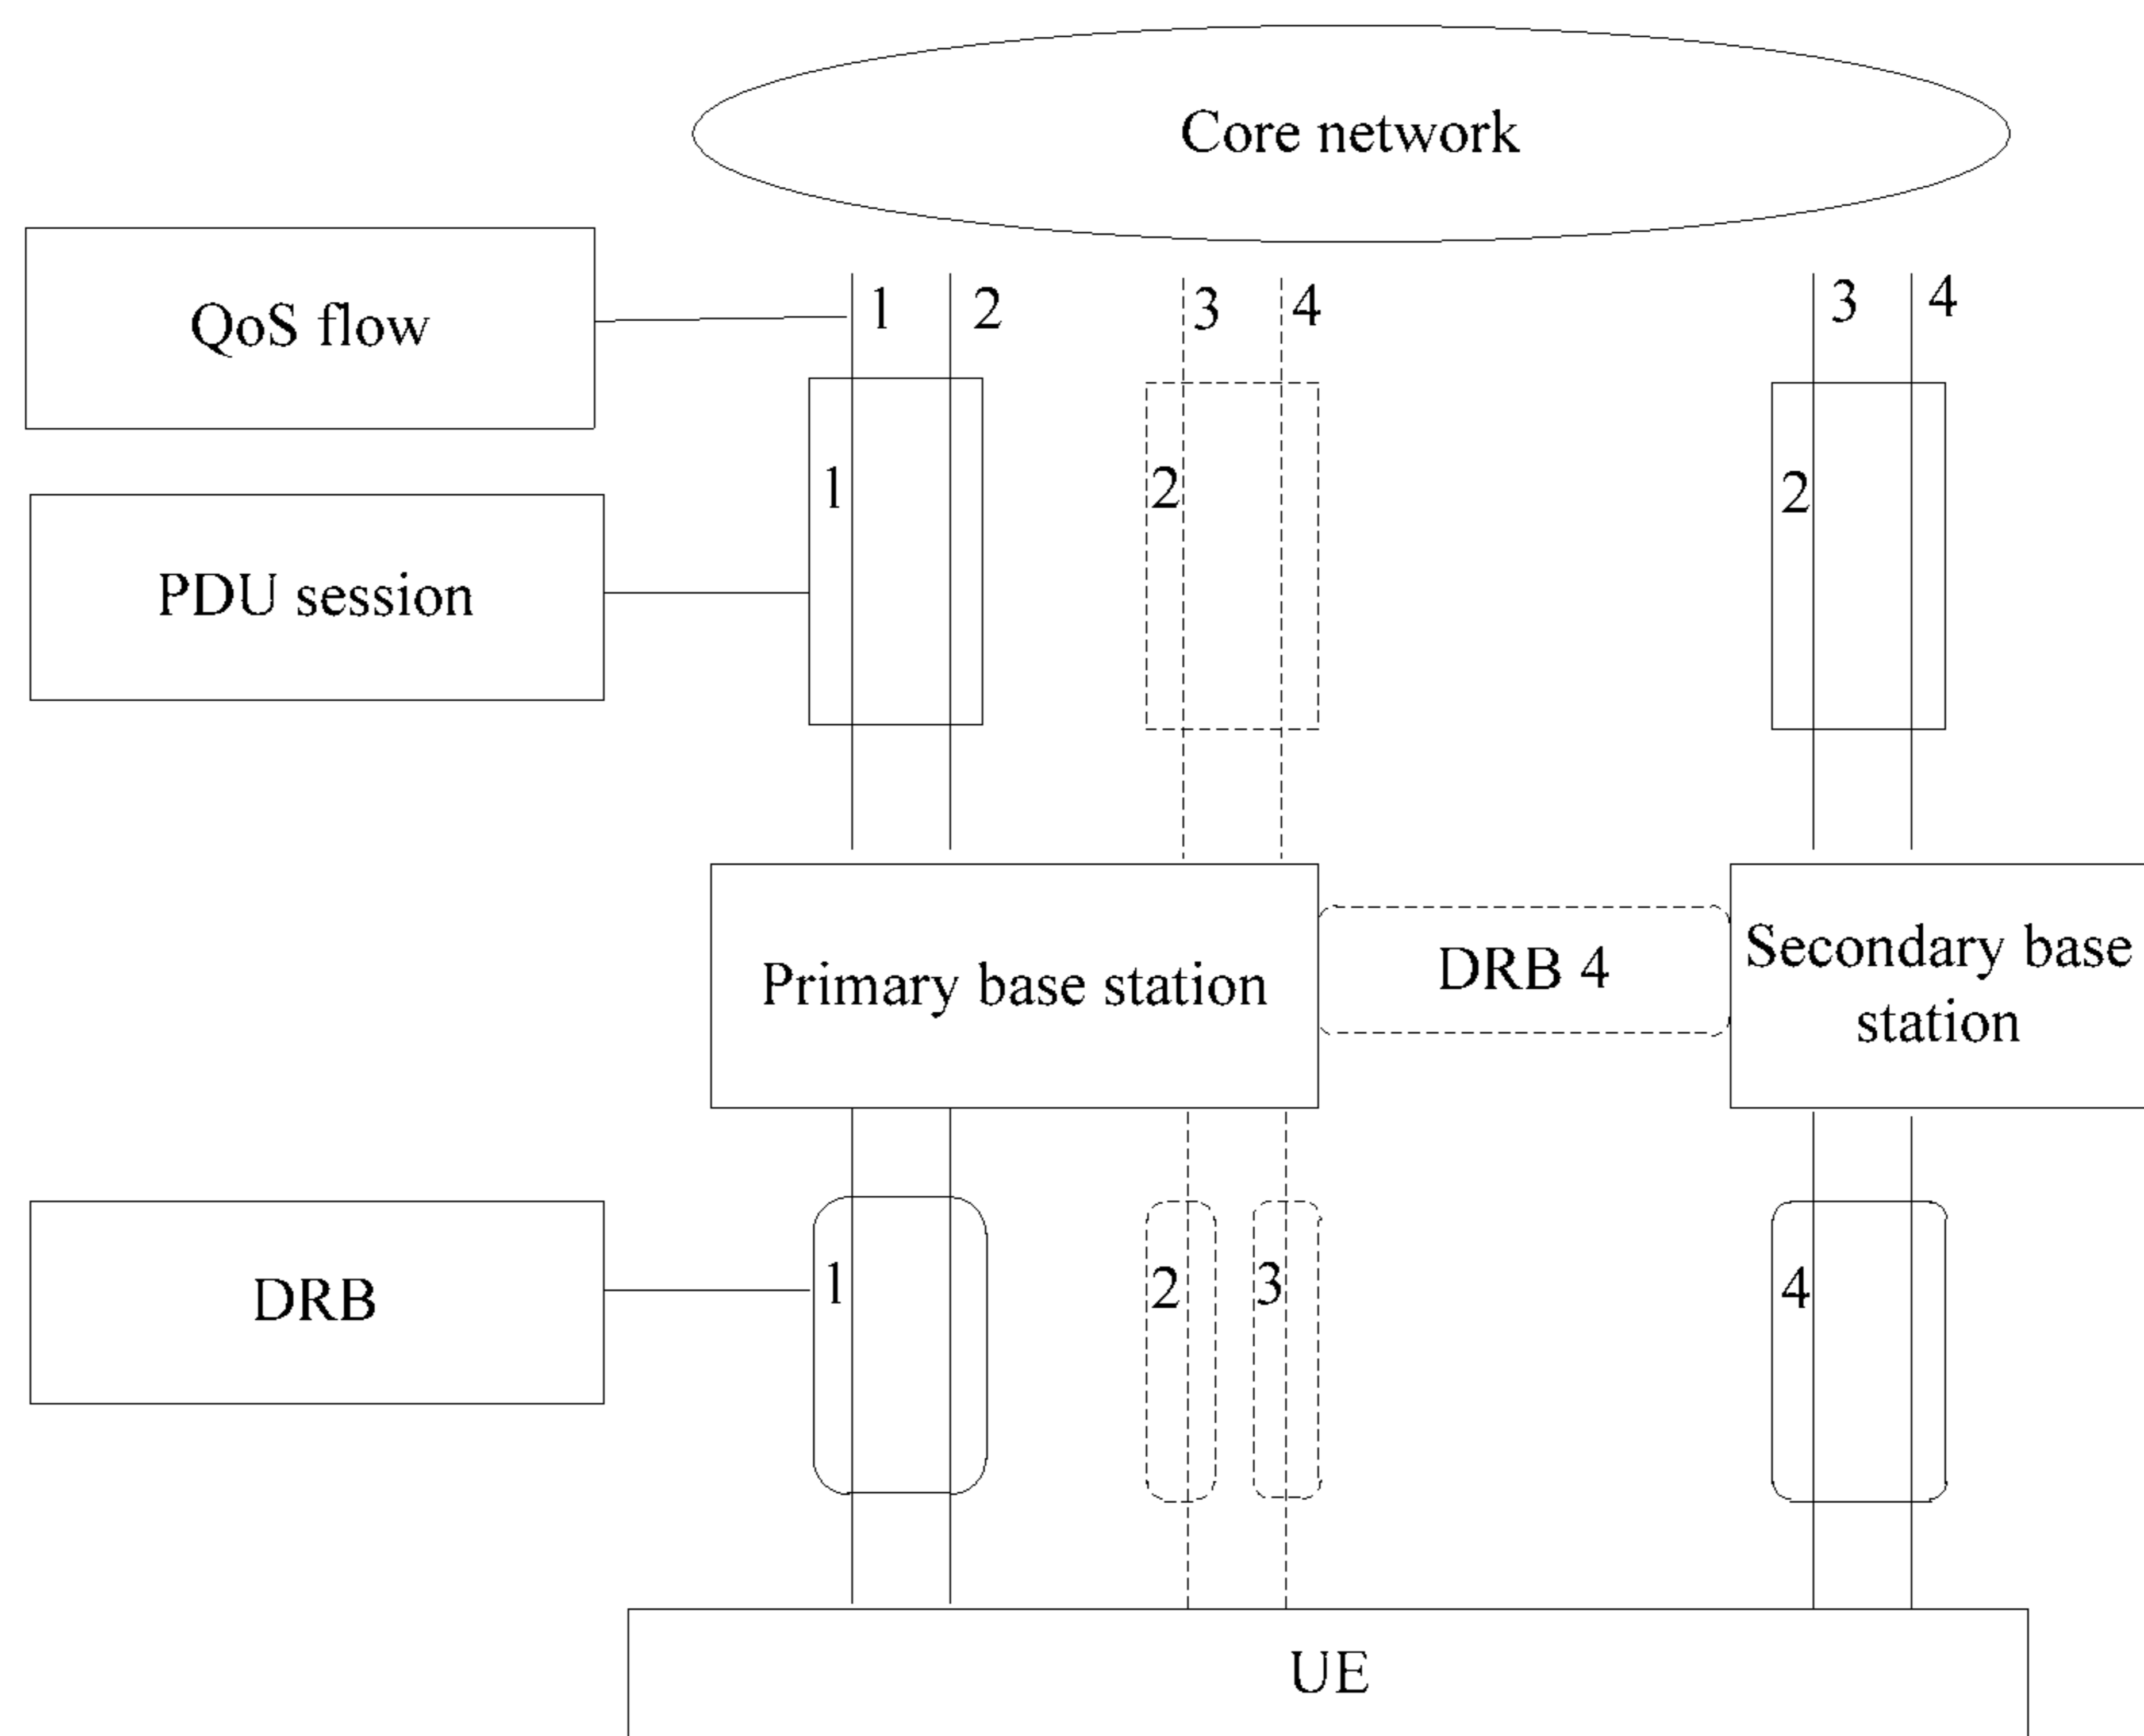 Core network
QoS flow
1 2 3 4 3 4
PDU session
1 2 2
Primary base station
DRB 4
Secondary base
station
DRB
1 2 3 4
UE